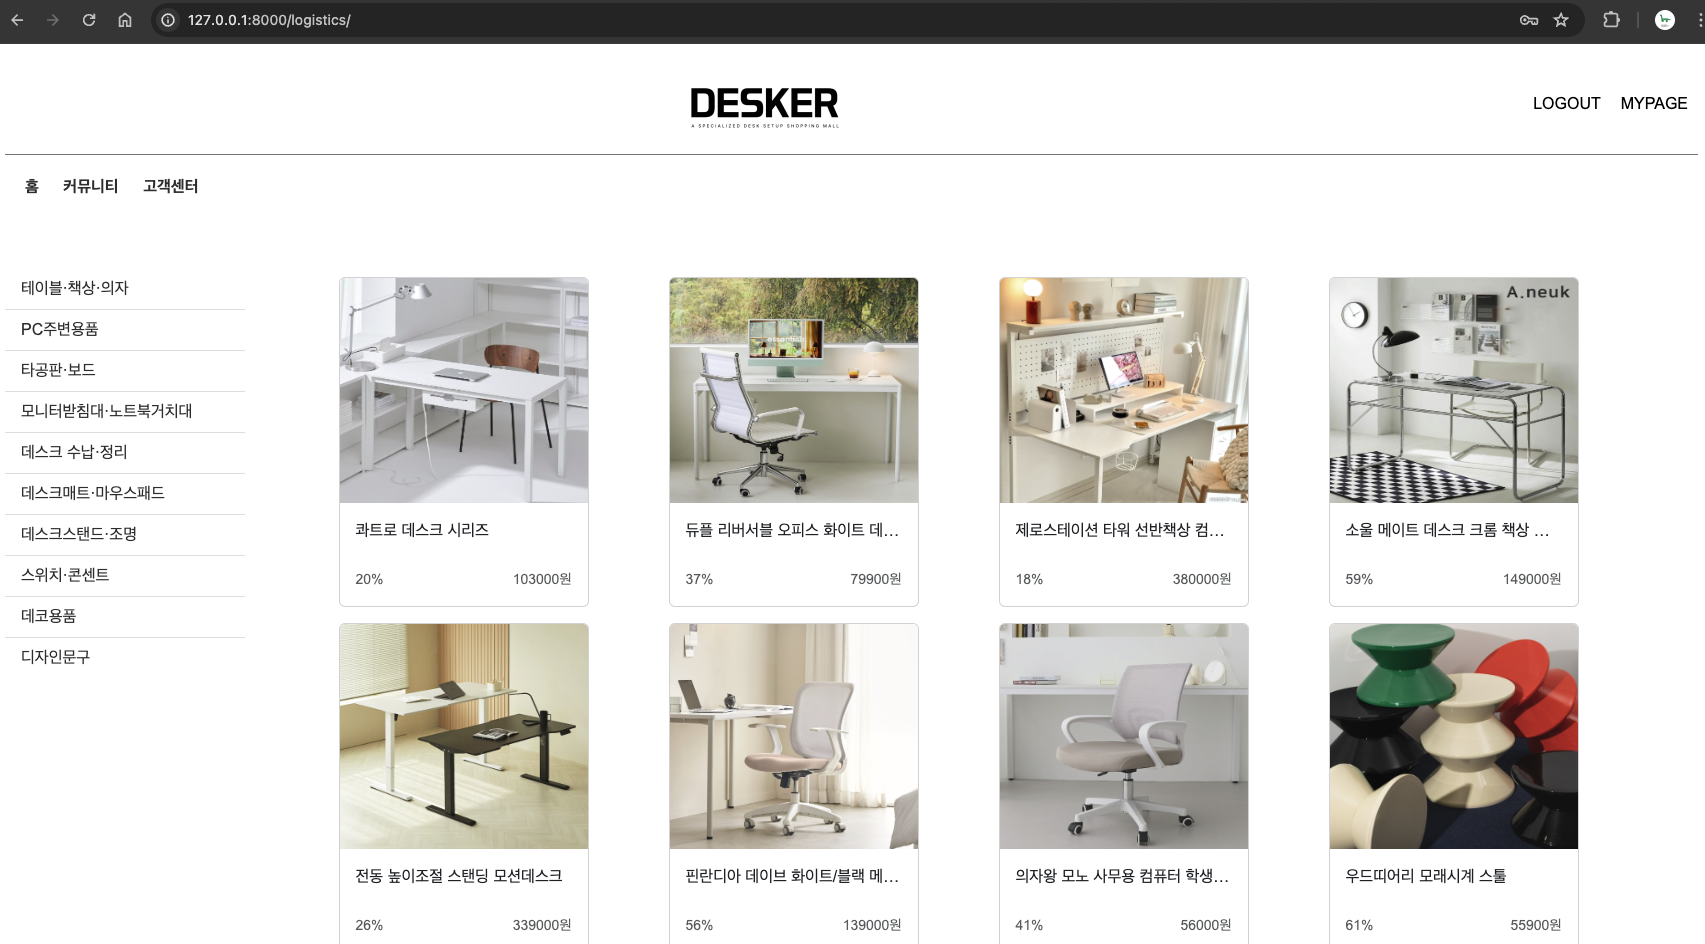 127.0.0.1:8000/logistics/
DESKER
A SPECIALIZED DESK SETUP SHOPPING MALL
LOGOUT MYPAGE
홈 커뮤니티 고객센터
테이블·책상·의자
PC주변용품
타공판·보드
모니터받침대·노트북거치대
데스크 수납·정리
데스크매트·마우스패드
데스크스탠드·조명
스위치·콘센트
데코용품
디자인문구
콰트로 데스크 시리즈
20% 103000원
essential
듀플 리버서블 오피스 화이트 데...
37% 79900원
제로스테이션 타워 선반책상 컴...
18% 380000원
A.neuk
소울 메이트 데스크 크롬 책상 ...
59% 149000원
전동 높이조절 스탠딩 모션데스크
26% 339000원
핀란디아 데이브 화이트/블랙 메...
56% 139000원
의자왕 모노 사무용 컴퓨터 학생...
41% 56000원
우드띠어리 모래시계 스툴
61% 55900원